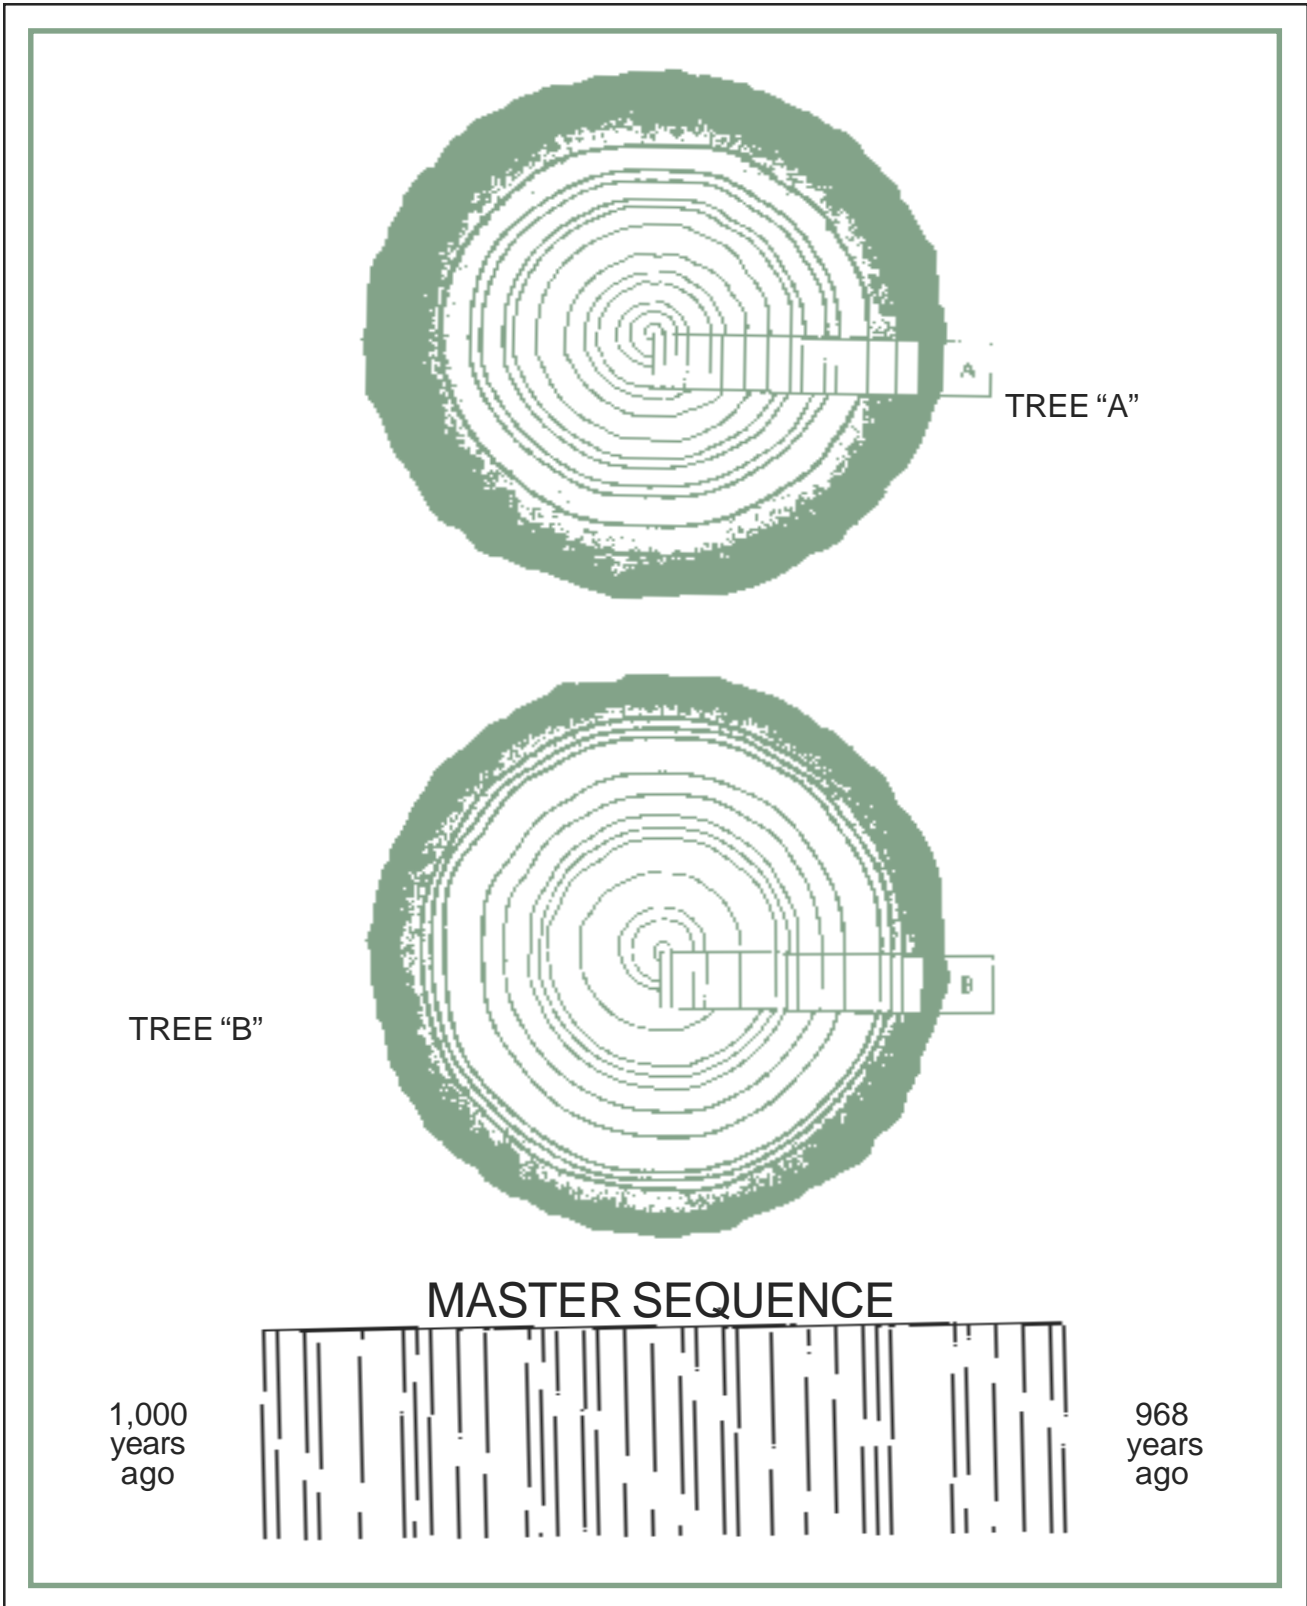 A
TREE “A”
B
TREE “B”
MASTER SEQUENCE
1,000
years
ago
968
years
ago